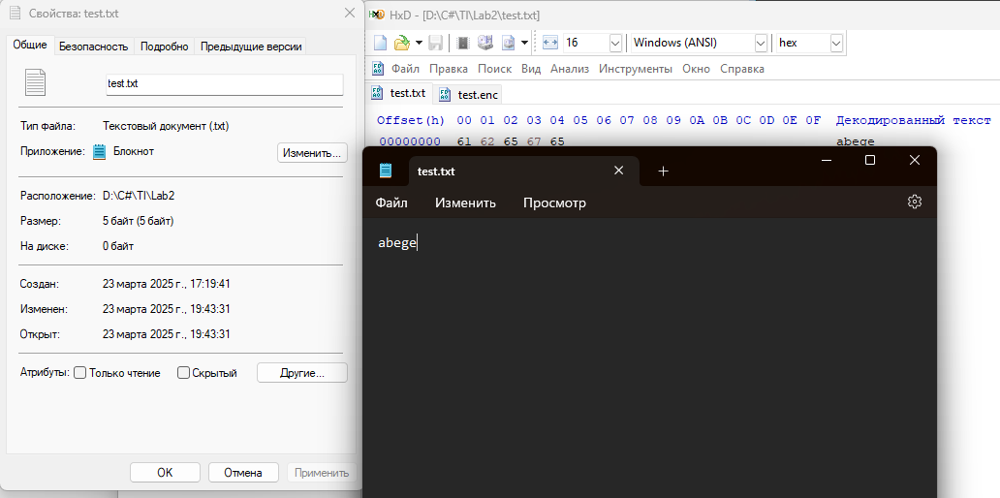 Свойства: test.txt
Общие Безопасность Подробно Предыдущие версии
test.txt
Тип файла: Текстовый документ (.txt)
Приложение: Блокнот Изменить...
Расположение: D:\C#\TI\Lab2
Размер: 5 байт (5 байт)
На диске: 0 байт
Создан: 23 марта 2025 г., 17:19:41
Изменен: 23 марта 2025 г., 19:43:31
Открыт: 23 марта 2025 г., 19:43:31
Атрибуты: Только чтение Скрытый Другие...
OK Отмена Применить
HxD - [D:\C#\TI\Lab2\test.txt]
16 Windows (ANSI) hex
Файл Правка Поиск Вид Анализ Инструменты Окно Справка
test.txt test.enc
Offset(h) 00 01 02 03 04 05 06 07 08 09 0A 0B 0C 0D 0E 0F Декодированный текст
00000000 61 62 65 67 65 abege
test.txt
Файл Изменить Просмотр
abege